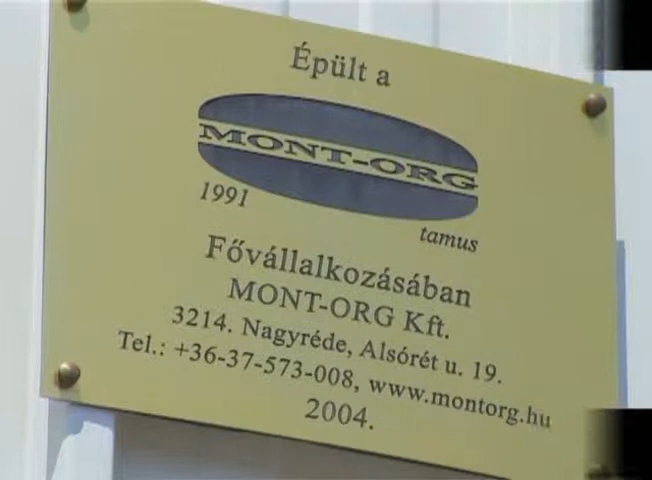 Épült a
MONT-ORG
1991
tamus
Fővállalkozásában
MONT-ORG Kft.
3214. Nagyréde, Alsórét u. 19.
Tel.: +36-37-573-008, www.montorg.hu
2004.